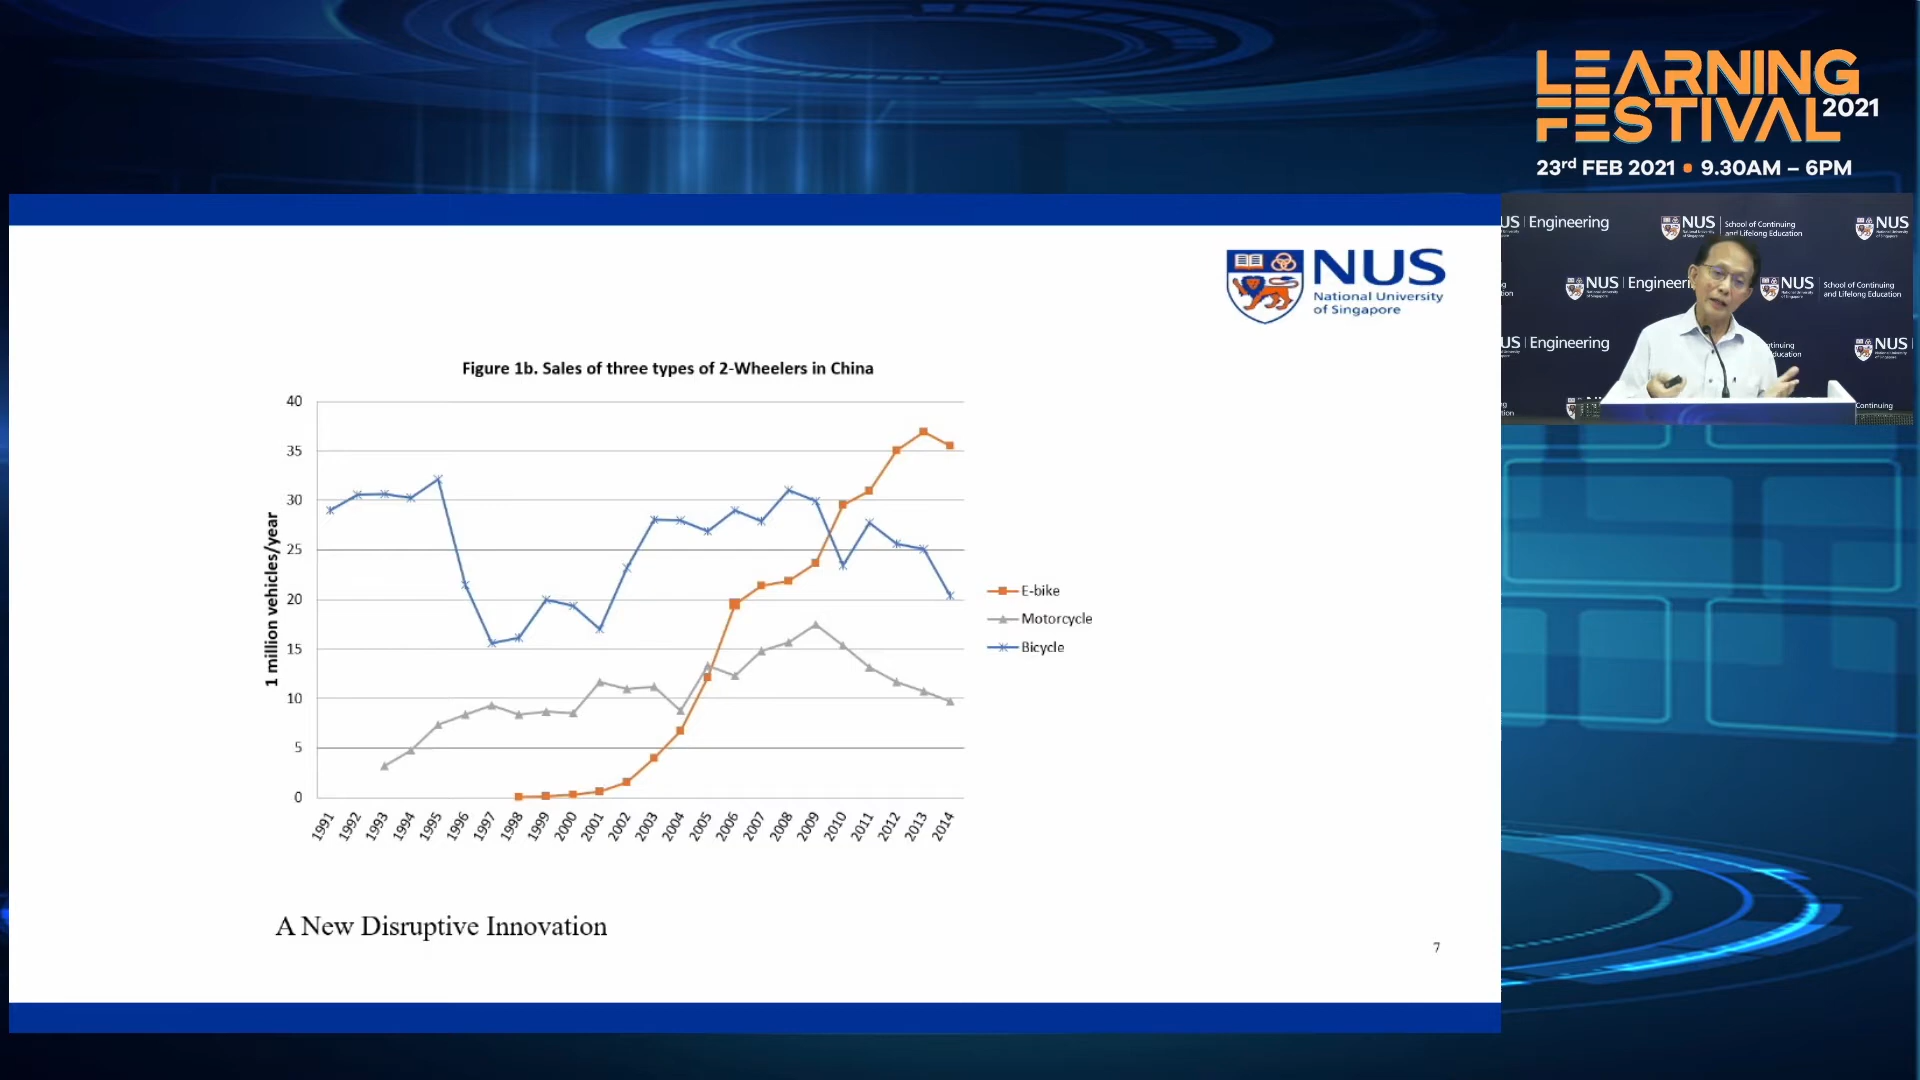 LEARNING
FESTIVAL 2021
23rd FEB 2021 • 9.30AM – 6PM
NUS
National University
of Singapore
Figure 1b. Sales of three types of 2-Wheelers in China
1 million vehicles/year
40
35
30
25
20
15
10
5
0
1991 1992 1993 1994 1995 1996 1997 1998 1999 2000 2001 2002 2003 2004 2005 2006 2007 2008 2009 2010 2011 2012 2013 2014
E-bike
Motorcycle
Bicycle
A New Disruptive Innovation
7
US | Engineering
NUS | School of Continuing
and Lifelong Education
NUS
NUS | Engineeri
NUS | School of Continuing
and Lifelong Education
US | Engineering
NUS